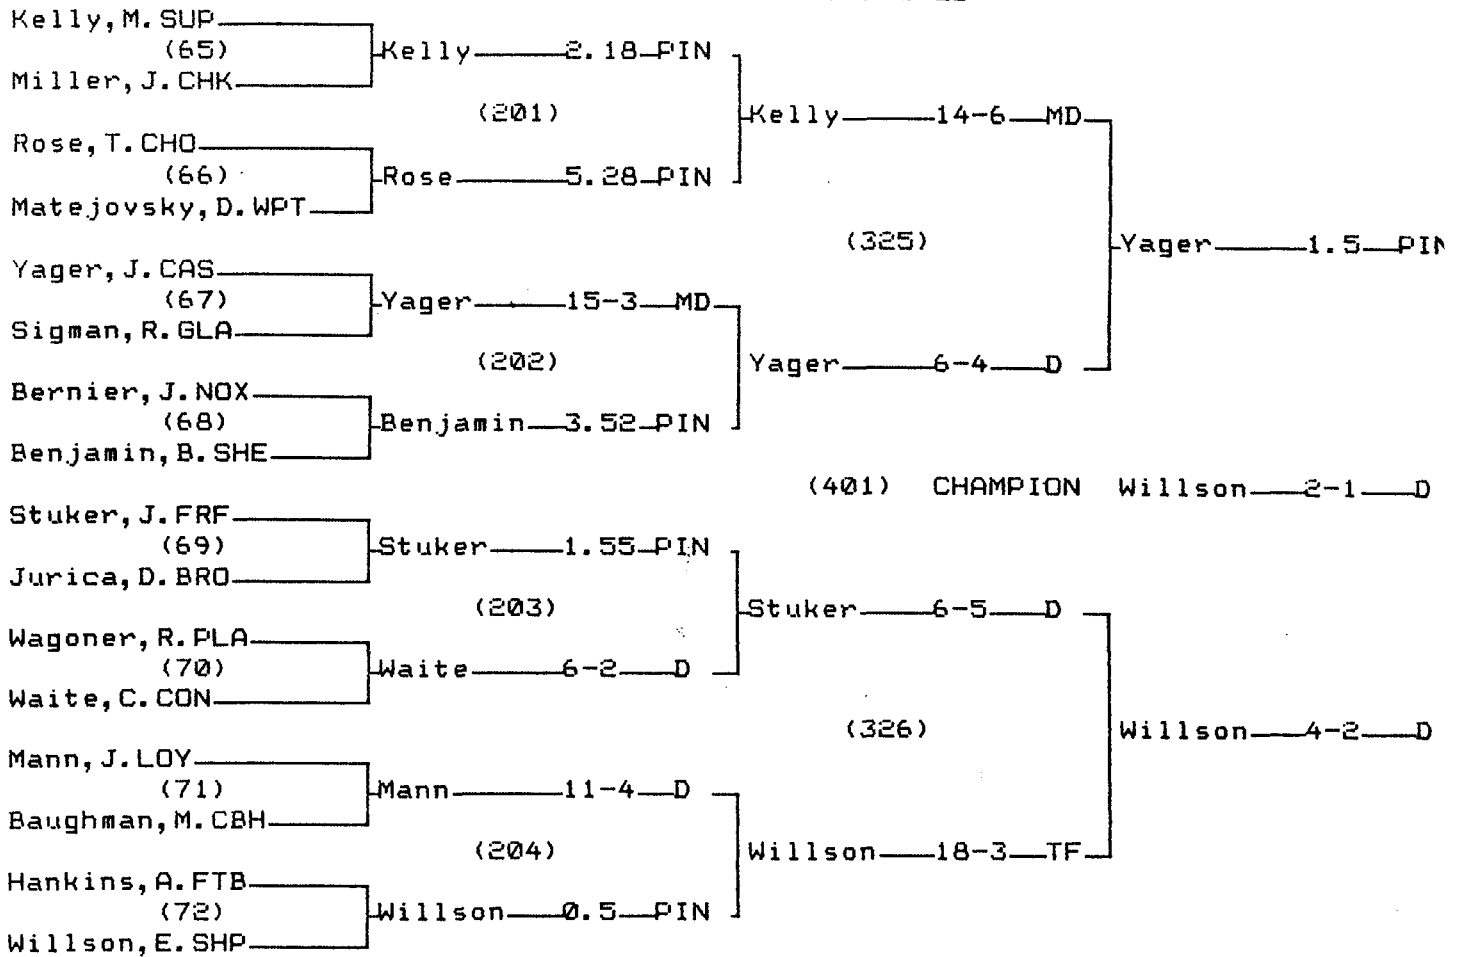 Kelly, M. SUP
(65) Kelly 2.18 PIN
Miller, J. CHK
(201) Kelly 14-6 MD
Rose, T. CHO
(66) Rose 5.28 PIN
Matejovsky, D. WPT
(325) Yager 1.5 PIN
Yager, J. CAS
(67) Yager 15-3 MD
Sigman, R. GLA
(202) Yager 6-4 D
Bernier, J. NOX
(68) Benjamin 3.52 PIN
Benjamin, B. SHE
(401) CHAMPION Willson 2-1 D
Stuker, J. FRF
(69) Stuker 1.55 PIN
Jurica, D. BRO
(203) Stuker 6-5 D
Wagoner, R. PLA
(70) Waite 6-2 D
Waite, C. CON
(326) Willson 4-2 D
Mann, J. LOY
(71) Mann 11-4 D
Baughman, M. CBH
(204) Willson 18-3 TF
Hankins, A. FTB
(72) Willson 0.5 PIN
Willson, E. SHP